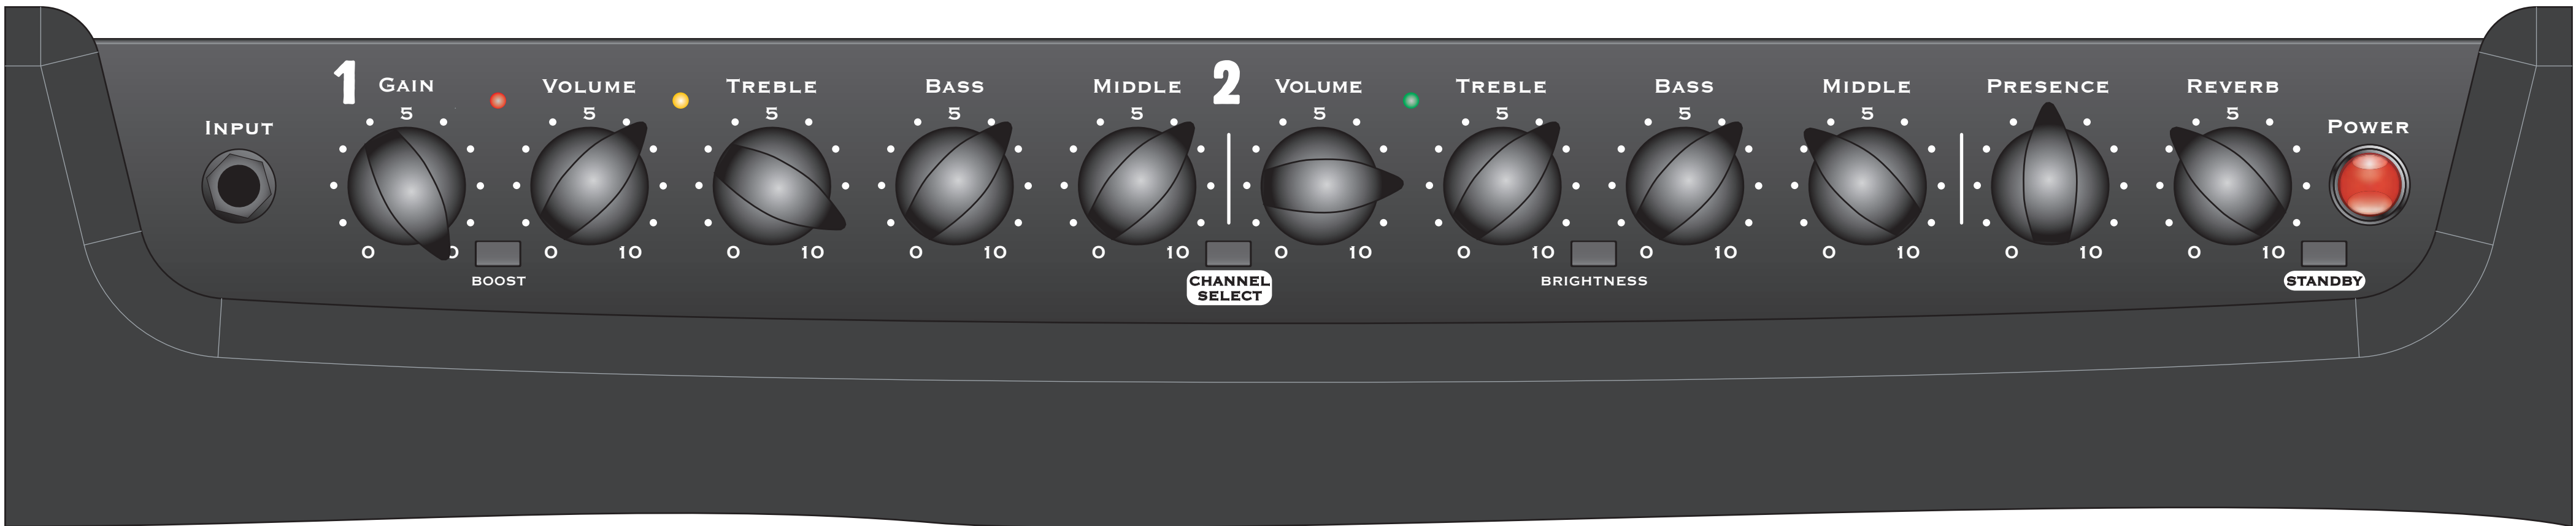 1 GAIN VOLUME TREBLE BASS MIDDLE 2 VOLUME TREBLE BASS MIDDLE PRESENCE REVERB
5 5 5 5 5 5 5 5 5 5 5
INPUT POWER
0 0 0 10 0 10 0 10 0 10 0 10 0 10 0 10 0 10 0 10 0 10
BOOST BRIGHTNESS
CHANNEL STANDBY
SELECT